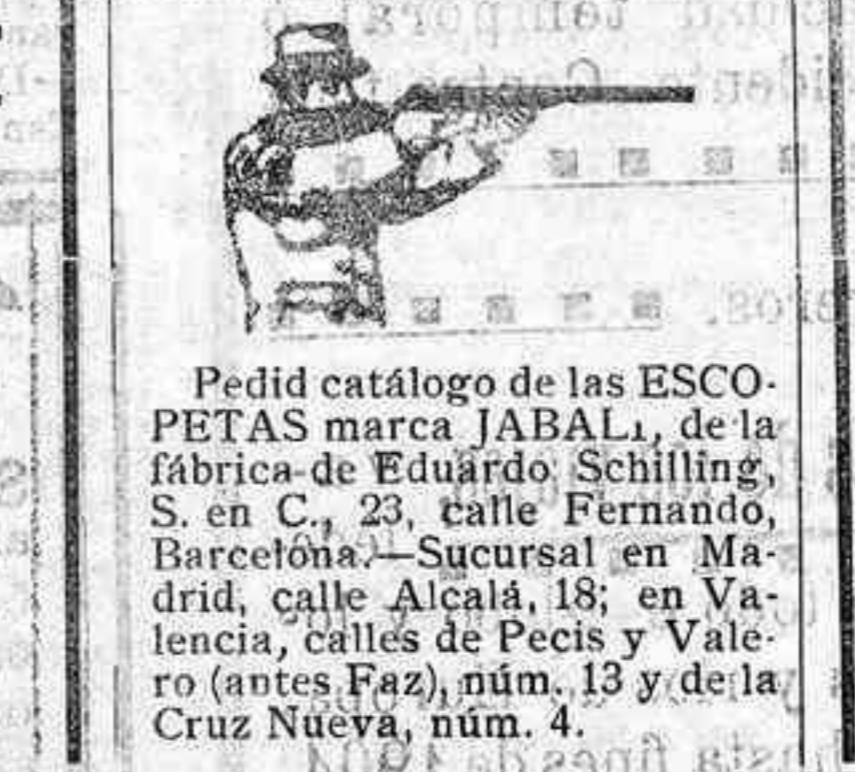 Pedid catálogo de las ESCO-
PETAS marca JABALı, de la
fábrica de Eduardo Schilling,
S. en C., 23, calle Fernando,
Barcelona.—Sucursal en Ma-
drid, calle Alcalá, 18; en Va-
lencia, calles de Pecis y Vale-
ro (antes Faz), núm. 13 y de la
Cruz Nueva, núm. 4.